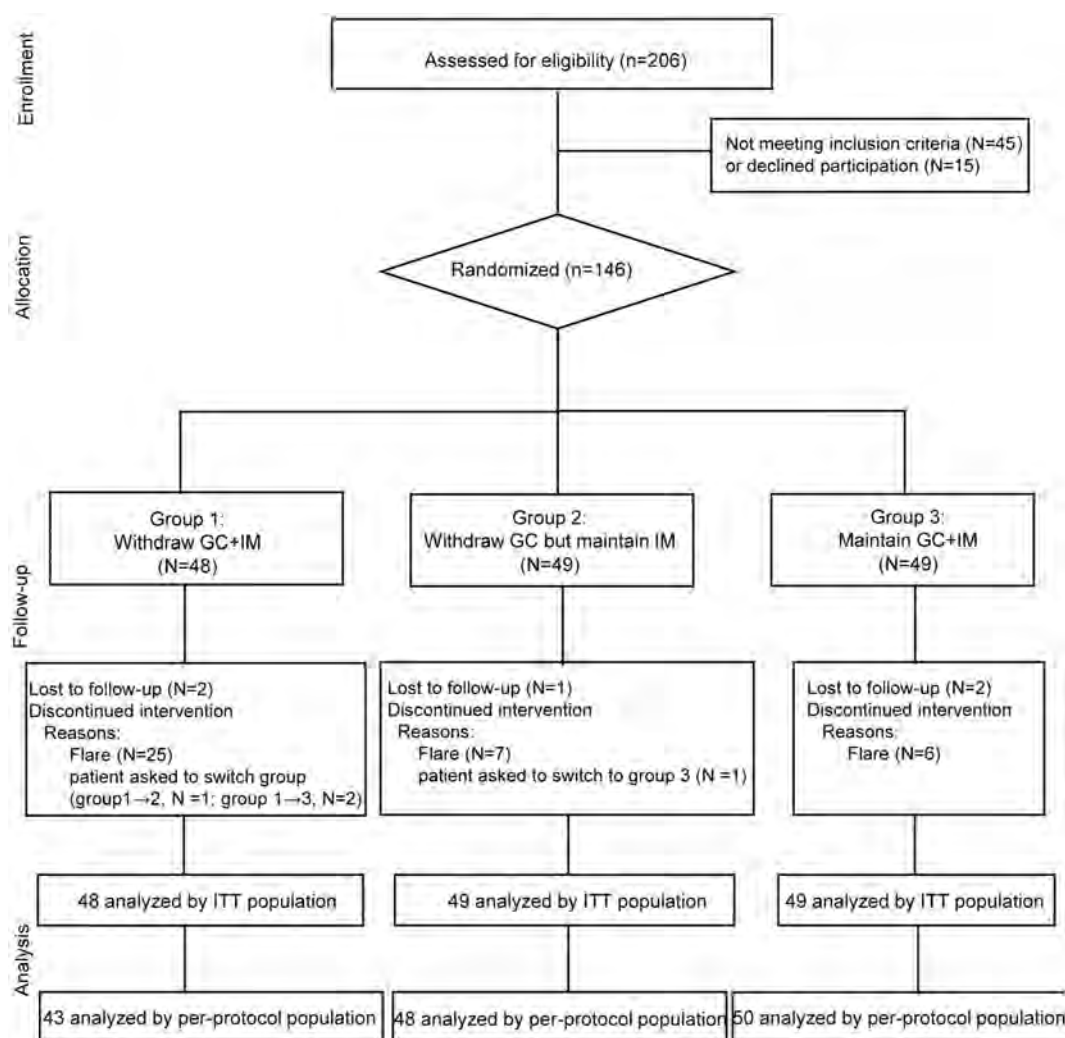 Enrollment
Assessed for eligibility (n=206)
Not meeting inclusion criteria (N=45)
or declined participation (N=15)
Allocation
Randomized (n=146)
Group 1:
Withdraw GC+IM
(N=48)
Group 2:
Withdraw GC but maintain IM
(N=49)
Group 3:
Maintain GC+IM
(N=49)
Follow-up
Lost to follow-up (N=2)
Discontinued intervention
Reasons:
Flare (N=25)
patient asked to switch group
(group1→2, N =1; group 1→3, N=2)
Lost to follow-up (N=1)
Discontinued intervention
Reasons:
Flare (N=7)
patient asked to switch to group 3 (N =1)
Lost to follow-up (N=2)
Discontinued intervention
Reasons:
Flare (N=6)
Analysis
48 analyzed by ITT population
49 analyzed by ITT population
49 analyzed by ITT population
43 analyzed by per-protocol population
48 analyzed by per-protocol population
50 analyzed by per-protocol population